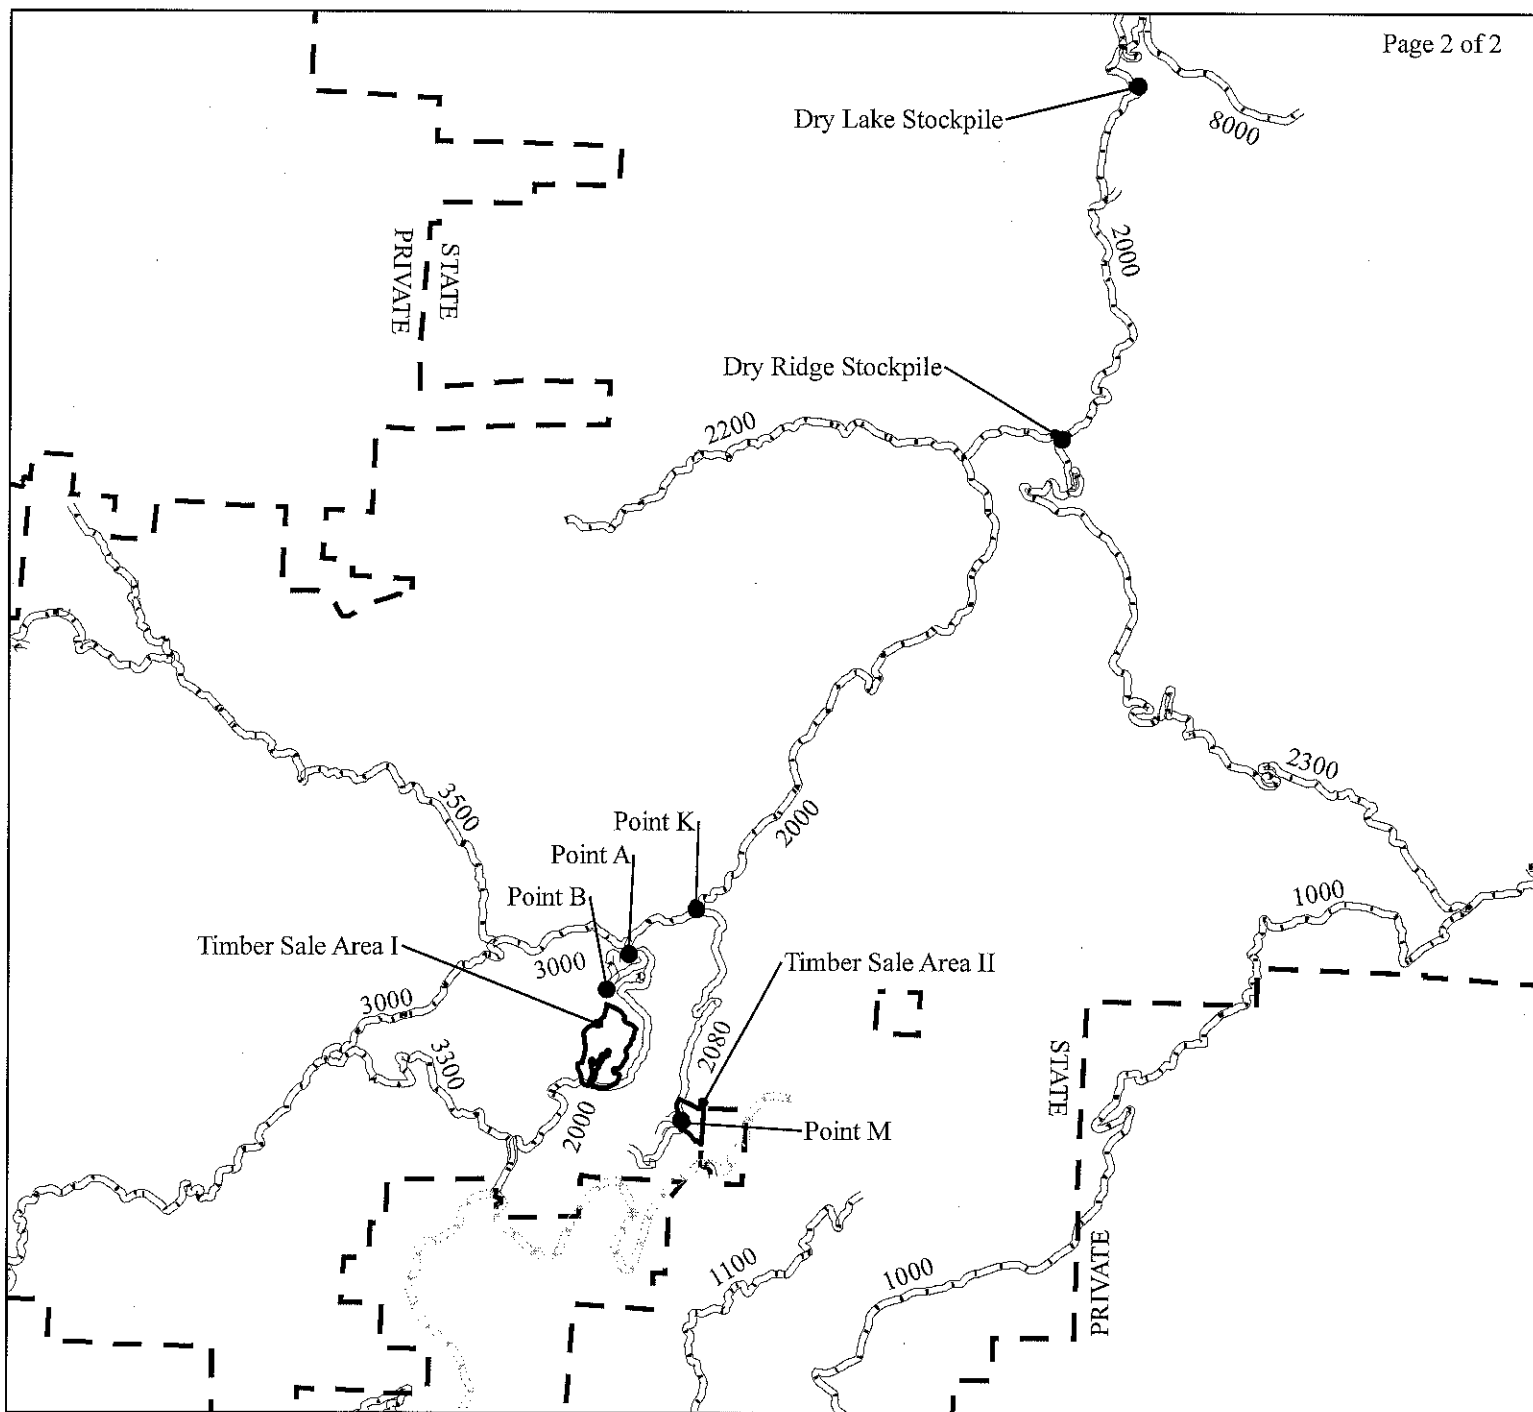 Page 2 of 2
Dry Lake Stockpile
8000
2000
STATE
PRIVATE
Dry Ridge Stockpile
2200
2300
3500
2000
Point K
Point A
Point B
1000
Timber Sale Area I
3000
Timber Sale Area II
3000
3300
2080
STATE
2000
Point M
PRIVATE
1100
1000